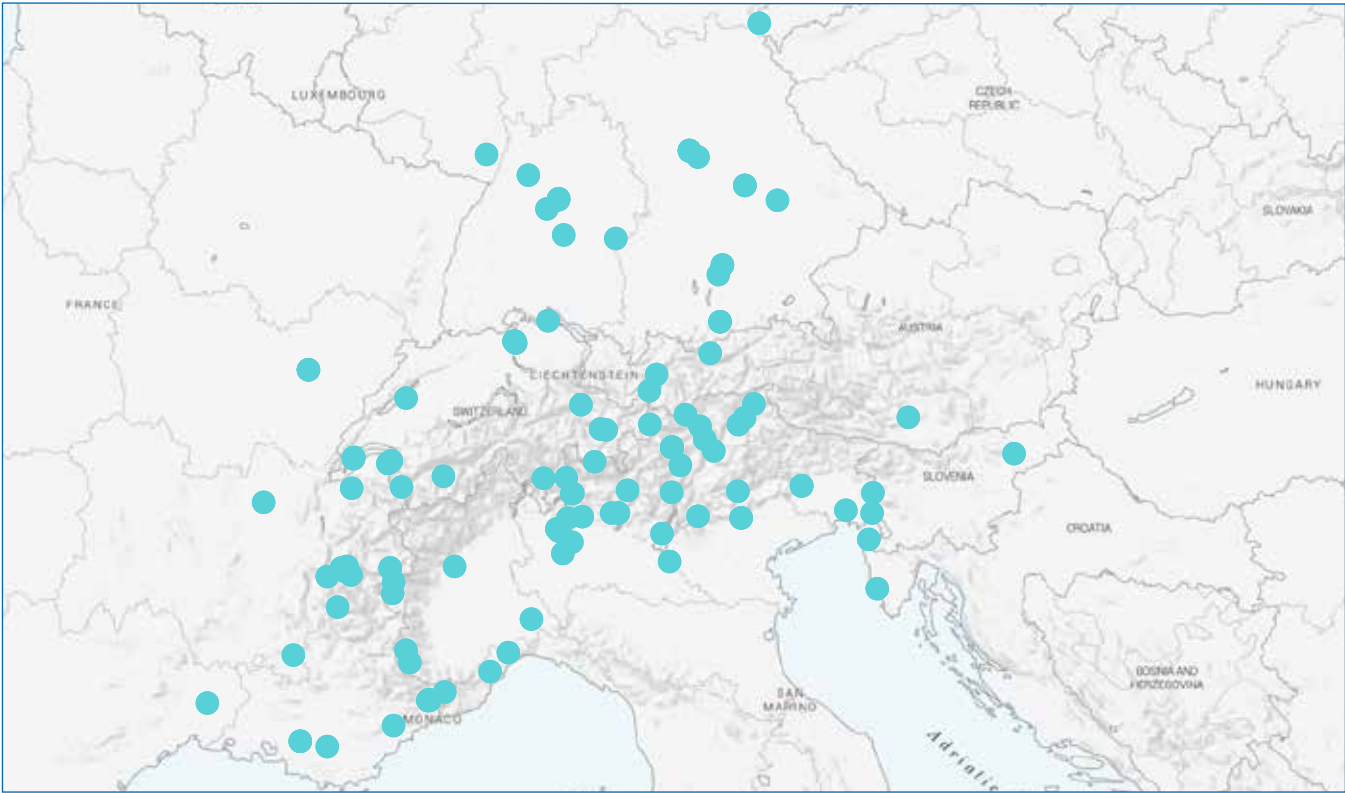 LUXEMBOURG
CZECH
REPUBLIC
SLOVAKIA
FRANCE
AUSTRIA
LIECHTENSTEIN
HUNGARY
SWITZERLAND
SLOVENIA
CROATIA
BOSNIA AND
HERZEGOVINA
SAN
MARINO
MONACO
Adriatic